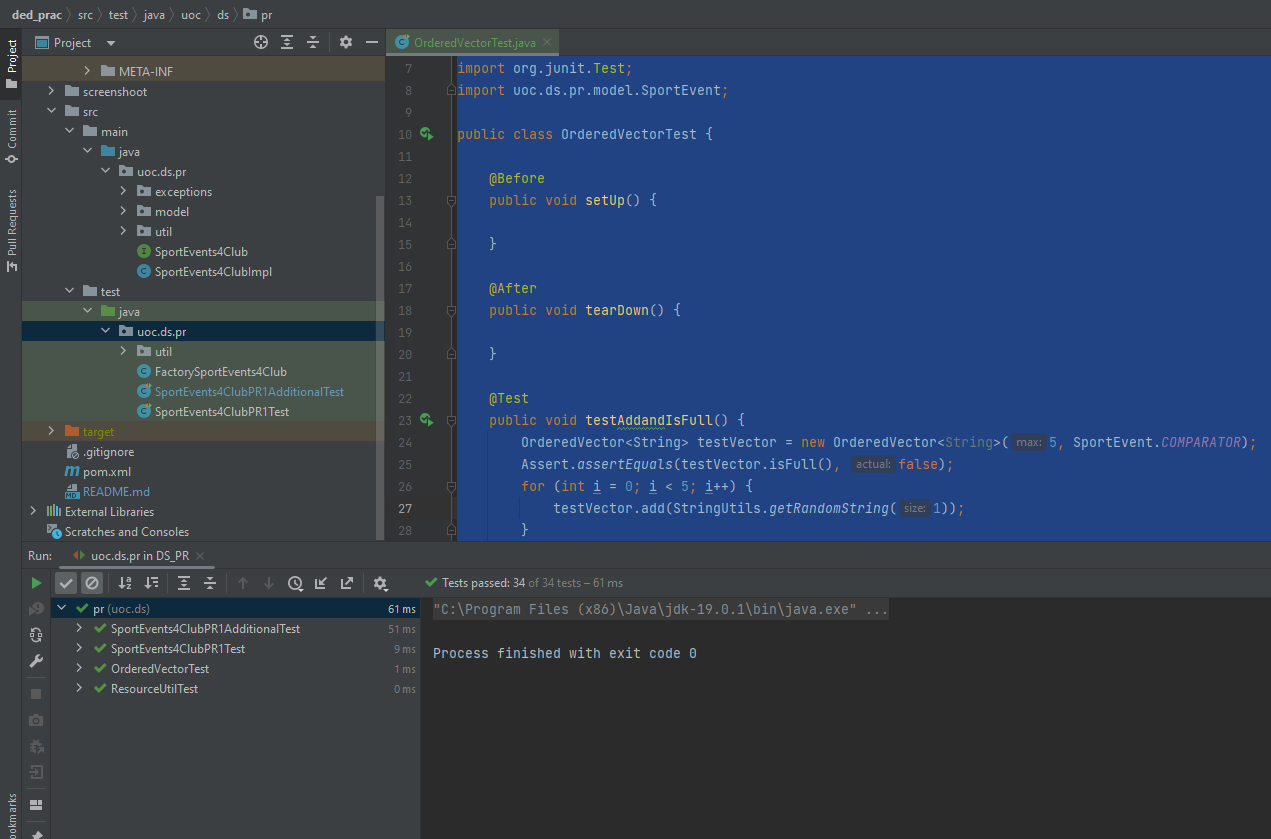 ded_prac › src › test › java › uoc › ds › pr
Project
Commit
Pull Requests
ookmarks
Project
META-INF
screenshoot
src
main
java
uoc.ds.pr
exceptions
model
util
SportEvents4Club
SportEvents4ClubImpl
test
java
uoc.ds.pr
util
FactorySportEvents4Club
SportEvents4ClubPR1AdditionalTest
SportEvents4ClubPR1Test
target
.gitignore
pom.xml
README.md
External Libraries
Scratches and Consoles
OrderedVectorTest.java
7 import org.junit.Test;
8 import uoc.ds.pr.model.SportEvent;
9
10 public class OrderedVectorTest {
11
12 @Before
13 public void setUp() {
14
15 }
16
17 @After
18 public void tearDown() {
19
20 }
21
22 @Test
23 public void testAddandIsFull() {
24 OrderedVector<String> testVector = new OrderedVector<String>( max: 5, SportEvent.COMPARATOR);
25 Assert.assertEquals(testVector.isFull(), actual: false);
26 for (int i = 0; i < 5; i++) {
27 testVector.add(StringUtils.getRandomString( size: 1));
28 }
Run: uoc.ds.pr in DS_PR
Tests passed: 34 of 34 tests – 61 ms
pr (uoc.ds) 61 ms
SportEvents4ClubPR1AdditionalTest 51 ms
SportEvents4ClubPR1Test 9 ms
OrderedVectorTest 1 ms
ResourceUtilTest 0 ms
"C:\Program Files (x86)\Java\jdk-19.0.1\bin\java.exe" ...
Process finished with exit code 0